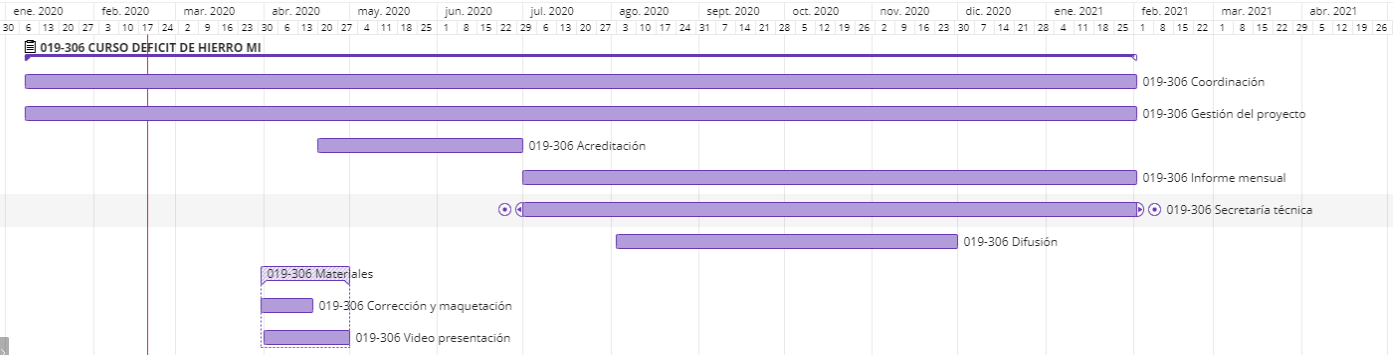 ene. 2020 feb. 2020 mar. 2020 abr. 2020 may. 2020 jun. 2020 jul. 2020 ago. 2020 sept. 2020 oct. 2020 nov. 2020 dic. 2020 ene. 2021 feb. 2021 mar. 2021 abr. 2021
30 6 13 20 27 3 10 17 24 2 9 16 23 30 6 13 20 27 4 11 18 25 1 8 15 22 29 6 13 20 27 3 10 17 24 31 7 14 21 28 5 12 19 26 2 9 16 23 30 7 14 21 28 4 11 18 25 1 8 15 22 1 8 15 22 29 5 12 19 26
019-306 CURSO DEFICIT DE HIERRO MI
019-306 Coordinación
019-306 Gestión del proyecto
019-306 Acreditación
019-306 Informe mensual
019-306 Secretaría técnica
019-306 Difusión
019-306 Materiales
019-306 Corrección y maquetación
019-306 Video presentación